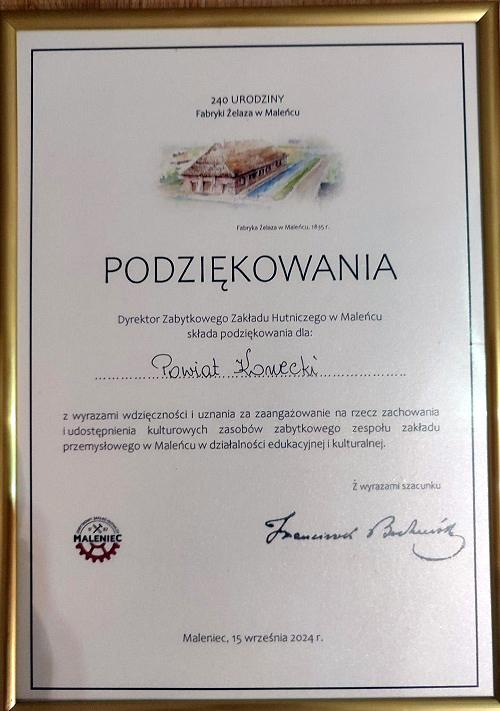 240 URODZINY
Fabryki Żelaza w Maleńcu
Fabryka Żelaza w Maleńcu, 1835 r.
PODZIĘKOWANIA
Dyrektor Zabytkowego Zakładu Hutniczego w Maleńcu
składa podziękowania dla:
Powiat Konecki
z wyrazami wdzięczności i uznania za zaangażowanie na rzecz zachowania
i udostępnienia kulturowych zasobów zabytkowego zespołu zakładu
przemysłowego w Maleńcu w działalności edukacyjnej i kulturalnej.
Z wyrazami szacunku
Franciszek
MALENIEC
Maleniec, 15 września 2024 r.